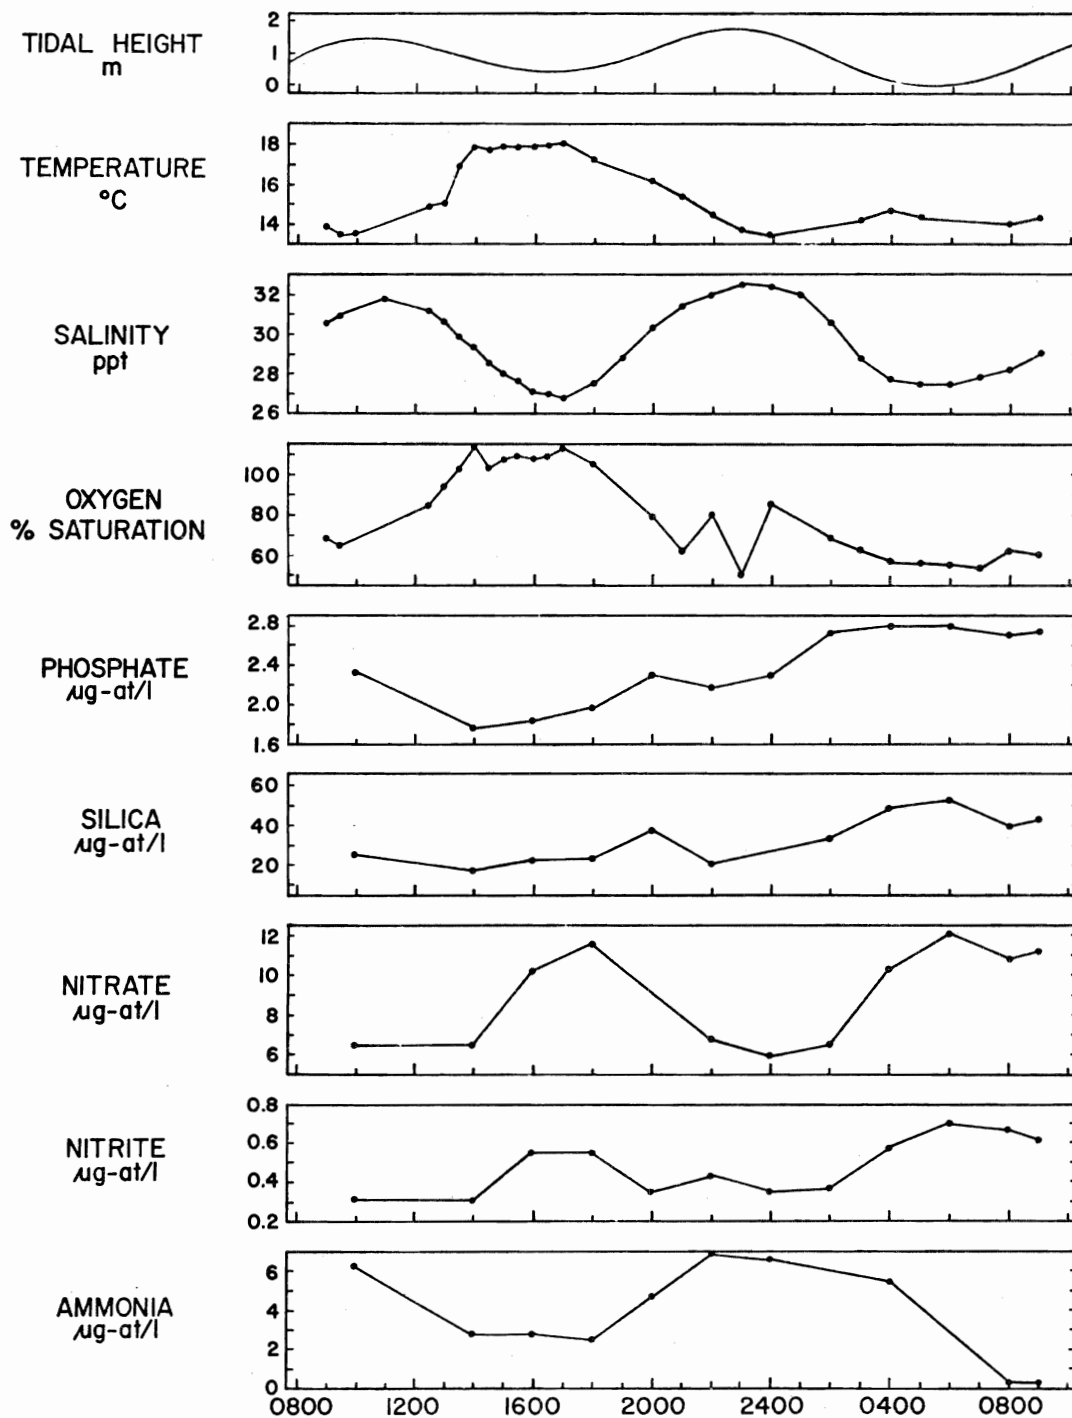 TIDAL HEIGHT
m
2
1
0
TEMPERATURE
°C
18
16
14
SALINITY
ppt
32
30
28
26
OXYGEN
% SATURATION
100
80
60
PHOSPHATE
µg-at/l
2.8
2.4
2.0
1.6
SILICA
µg-at/l
60
40
20
NITRATE
µg-at/l
12
10
8
6
NITRITE
µg-at/l
0.8
0.6
0.4
0.2
AMMONIA
µg-at/l
6
4
2
0
0800 1200 1600 2000 2400 0400 0800